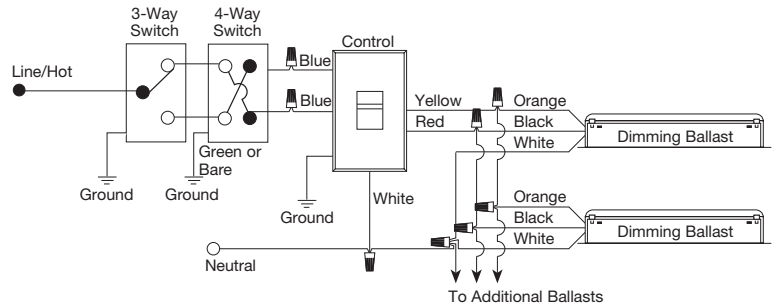 3-Way
Switch
4-Way
Switch
Control
Line/Hot
Blue
Blue
Yellow
Red
Orange
Black
White
Dimming Ballast
Green or
Bare
Ground
Ground
Ground
White
Orange
Black
White
Dimming Ballast
Neutral
To Additional Ballasts